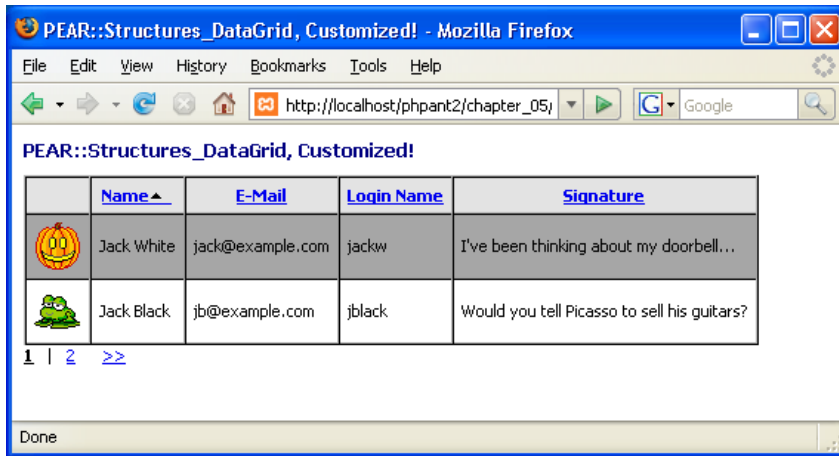 PEAR::Structures_DataGrid, Customized! - Mozilla Firefox
File Edit View History Bookmarks Tools Help
http://localhost/phpant2/chapter_05/ G Google
PEAR::Structures_DataGrid, Customized!
Name E-Mail Login Name Signature
Jack White jack@example.com jackw I've been thinking about my doorbell...
Jack Black jb@example.com jblack Would you tell Picasso to sell his guitars?
1 | 2 >>
Done